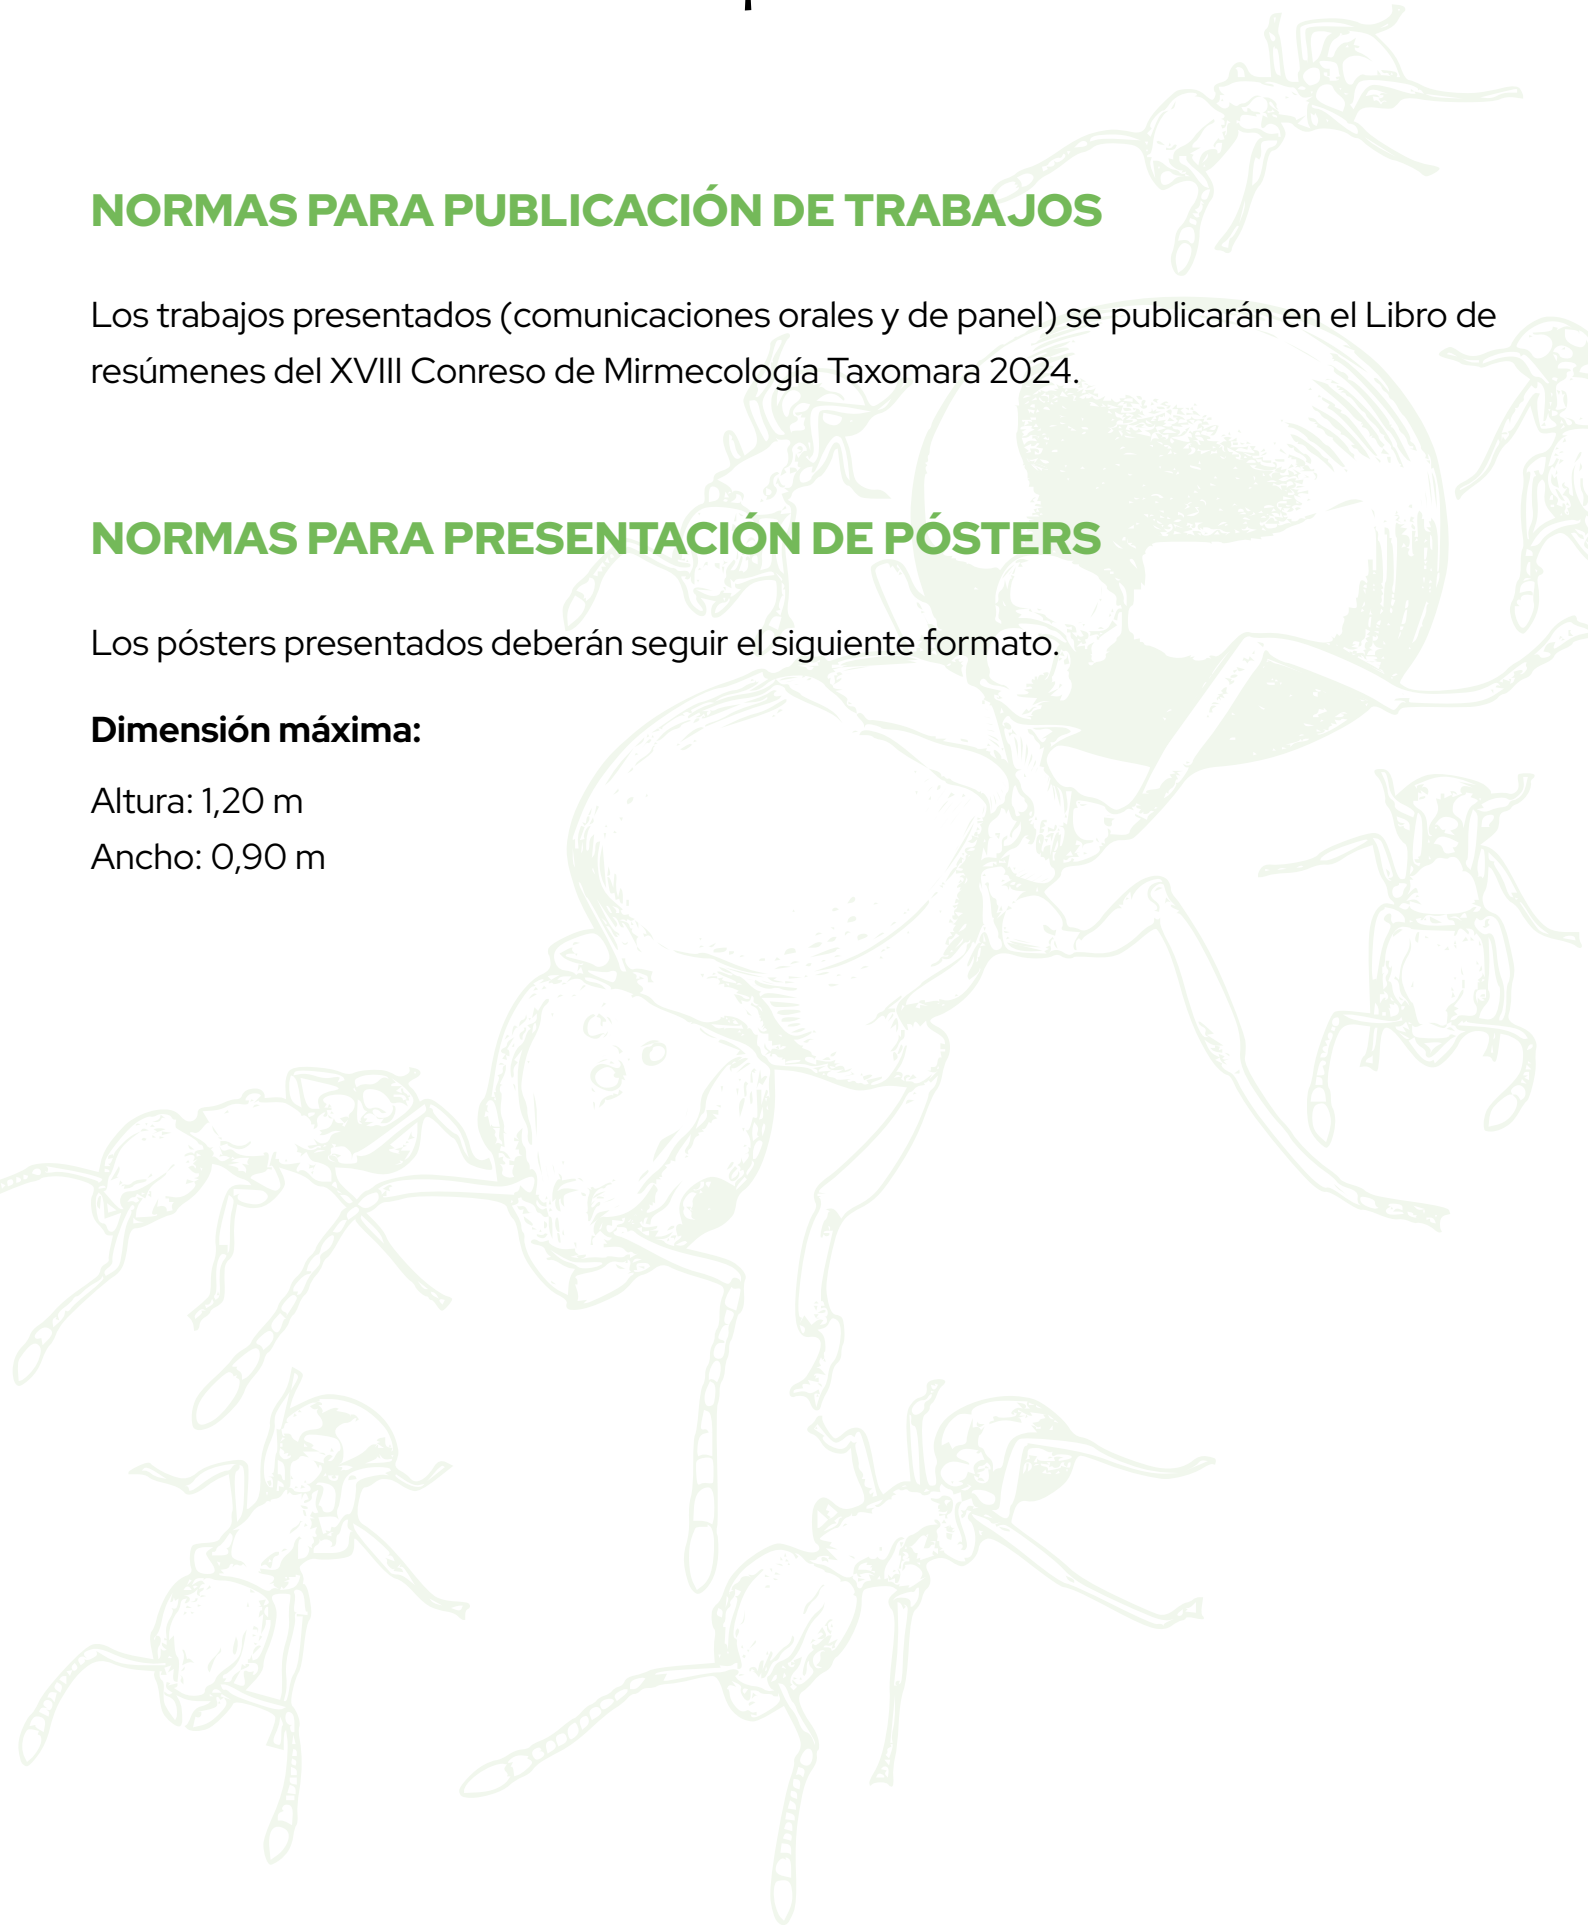 NORMAS PARA PUBLICACIÓN DE TRABAJOS
Los trabajos presentados (comunicaciones orales y de panel) se publicarán en el Libro de
resúmenes del XVIII Conreso de Mirmecología Taxomara 2024.
NORMAS PARA PRESENTACIÓN DE PÓSTERS
Los pósters presentados deberán seguir el siguiente formato.
Dimensión máxima:
Altura: 1,20 m
Ancho: 0,90 m